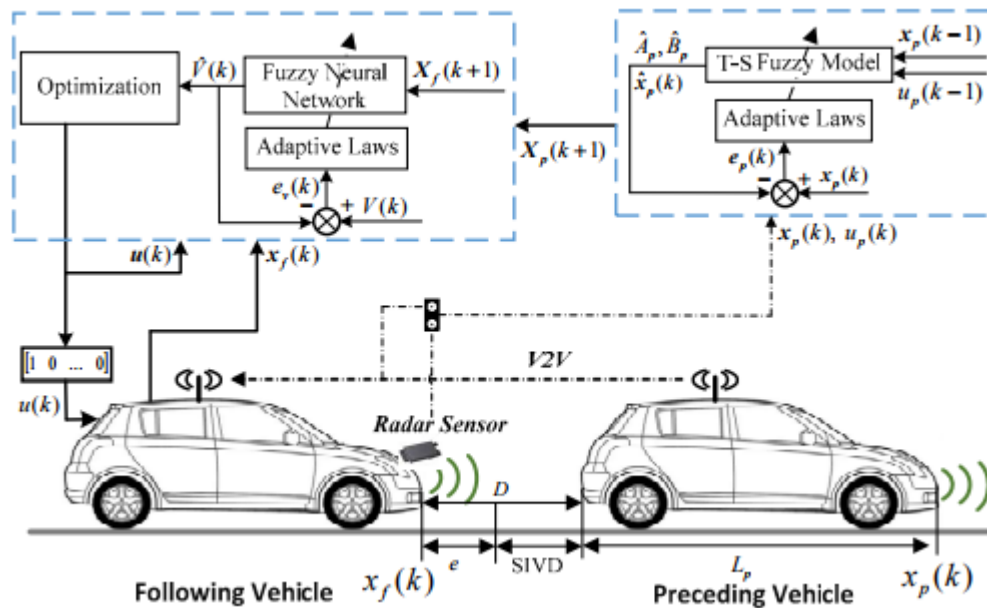 Optimization
V̂(k)
Fuzzy Neural
Network
X_f(k+1)
Adaptive Laws
e_v(k)
− + V(k)
Â_p, B̂_p
x̂_p(k)
T-S Fuzzy Model
x_p(k−1)
u_p(k−1)
Adaptive Laws
e_p(k)
− + x_p(k)
X_p(k+1)
u(k)
x_f(k)
x_p(k), u_p(k)
[1 0 ... 0]
u(k)
V2V
Radar Sensor
D
e
SIVD
L_p
Following Vehicle
x_f(k)
Preceding Vehicle
x_p(k)